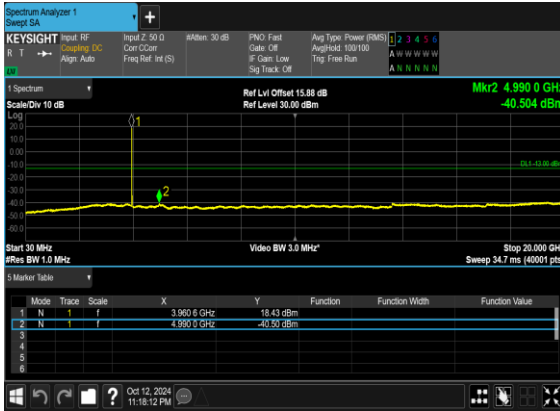 Spectrum Analyzer 1
Swept SA
+
KEYSIGHT Input: RF Input Z: 50 Ω #Atten: 30 dB PNO: Fast Avg Type: Power (RMS) 1 2 3 4 5 6
R T Coupling: DC Corr CCorr Gate: Off Avg|Hold: 100/100 A W W W W W
Align: Auto Freq Ref: Int (S) IF Gain: Low Trig: Free Run
Sig Track: Off A N N N N N
1 Spectrum
Ref Lvl Offset 15.88 dB Mkr2 4.990 0 GHz
Scale/Div 10 dB Ref Level 30.00 dBm -40.504 dBm
Log
1
20.0
10.0
0.00
-10.0
DL1 -13.00 dBm
-20.0
-30.0
2
-40.0
-50.0
-60.0
Start 30 MHz Video BW 3.0 MHz* Stop 20.000 GHz
#Res BW 1.0 MHz Sweep 34.7 ms (40001 pts)
5 Marker Table
Mode Trace Scale X Y Function Function Width Function Value
1 N 1 f 3.960 6 GHz 18.43 dBm
2 N 1 f 4.990 0 GHz -40.50 dBm
3
4
5
6
? Oct 12, 2024
11:18:12 PM